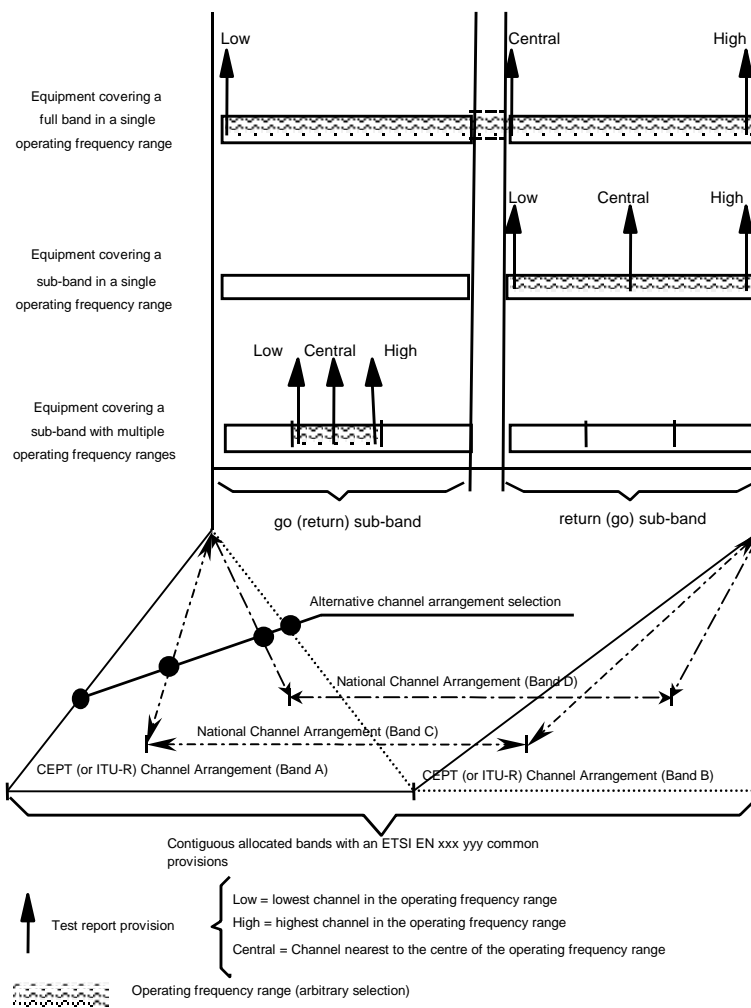 Low
Central
High
Equipment covering a
full band in a single
operating frequency range
Low
Central
High
Equipment covering a
sub-band in a single
operating frequency range
Low
Central
High
Equipment covering a
sub-band with multiple
operating frequency ranges
go (return) sub-band
return (go) sub-band
Alternative channel arrangement selection
National Channel Arrangement (Band D)
National Channel Arrangement (Band C)
CEPT (or ITU-R) Channel Arrangement (Band A)
CEPT (or ITU-R) Channel Arrangement (Band B)
Contiguous allocated bands with an ETSI EN xxx yyy common
provisions
Test report provision
Low = lowest channel in the operating frequency range
High = highest channel in the operating frequency range
Central = Channel nearest to the centre of the operating frequency range
Operating frequency range (arbitrary selection)